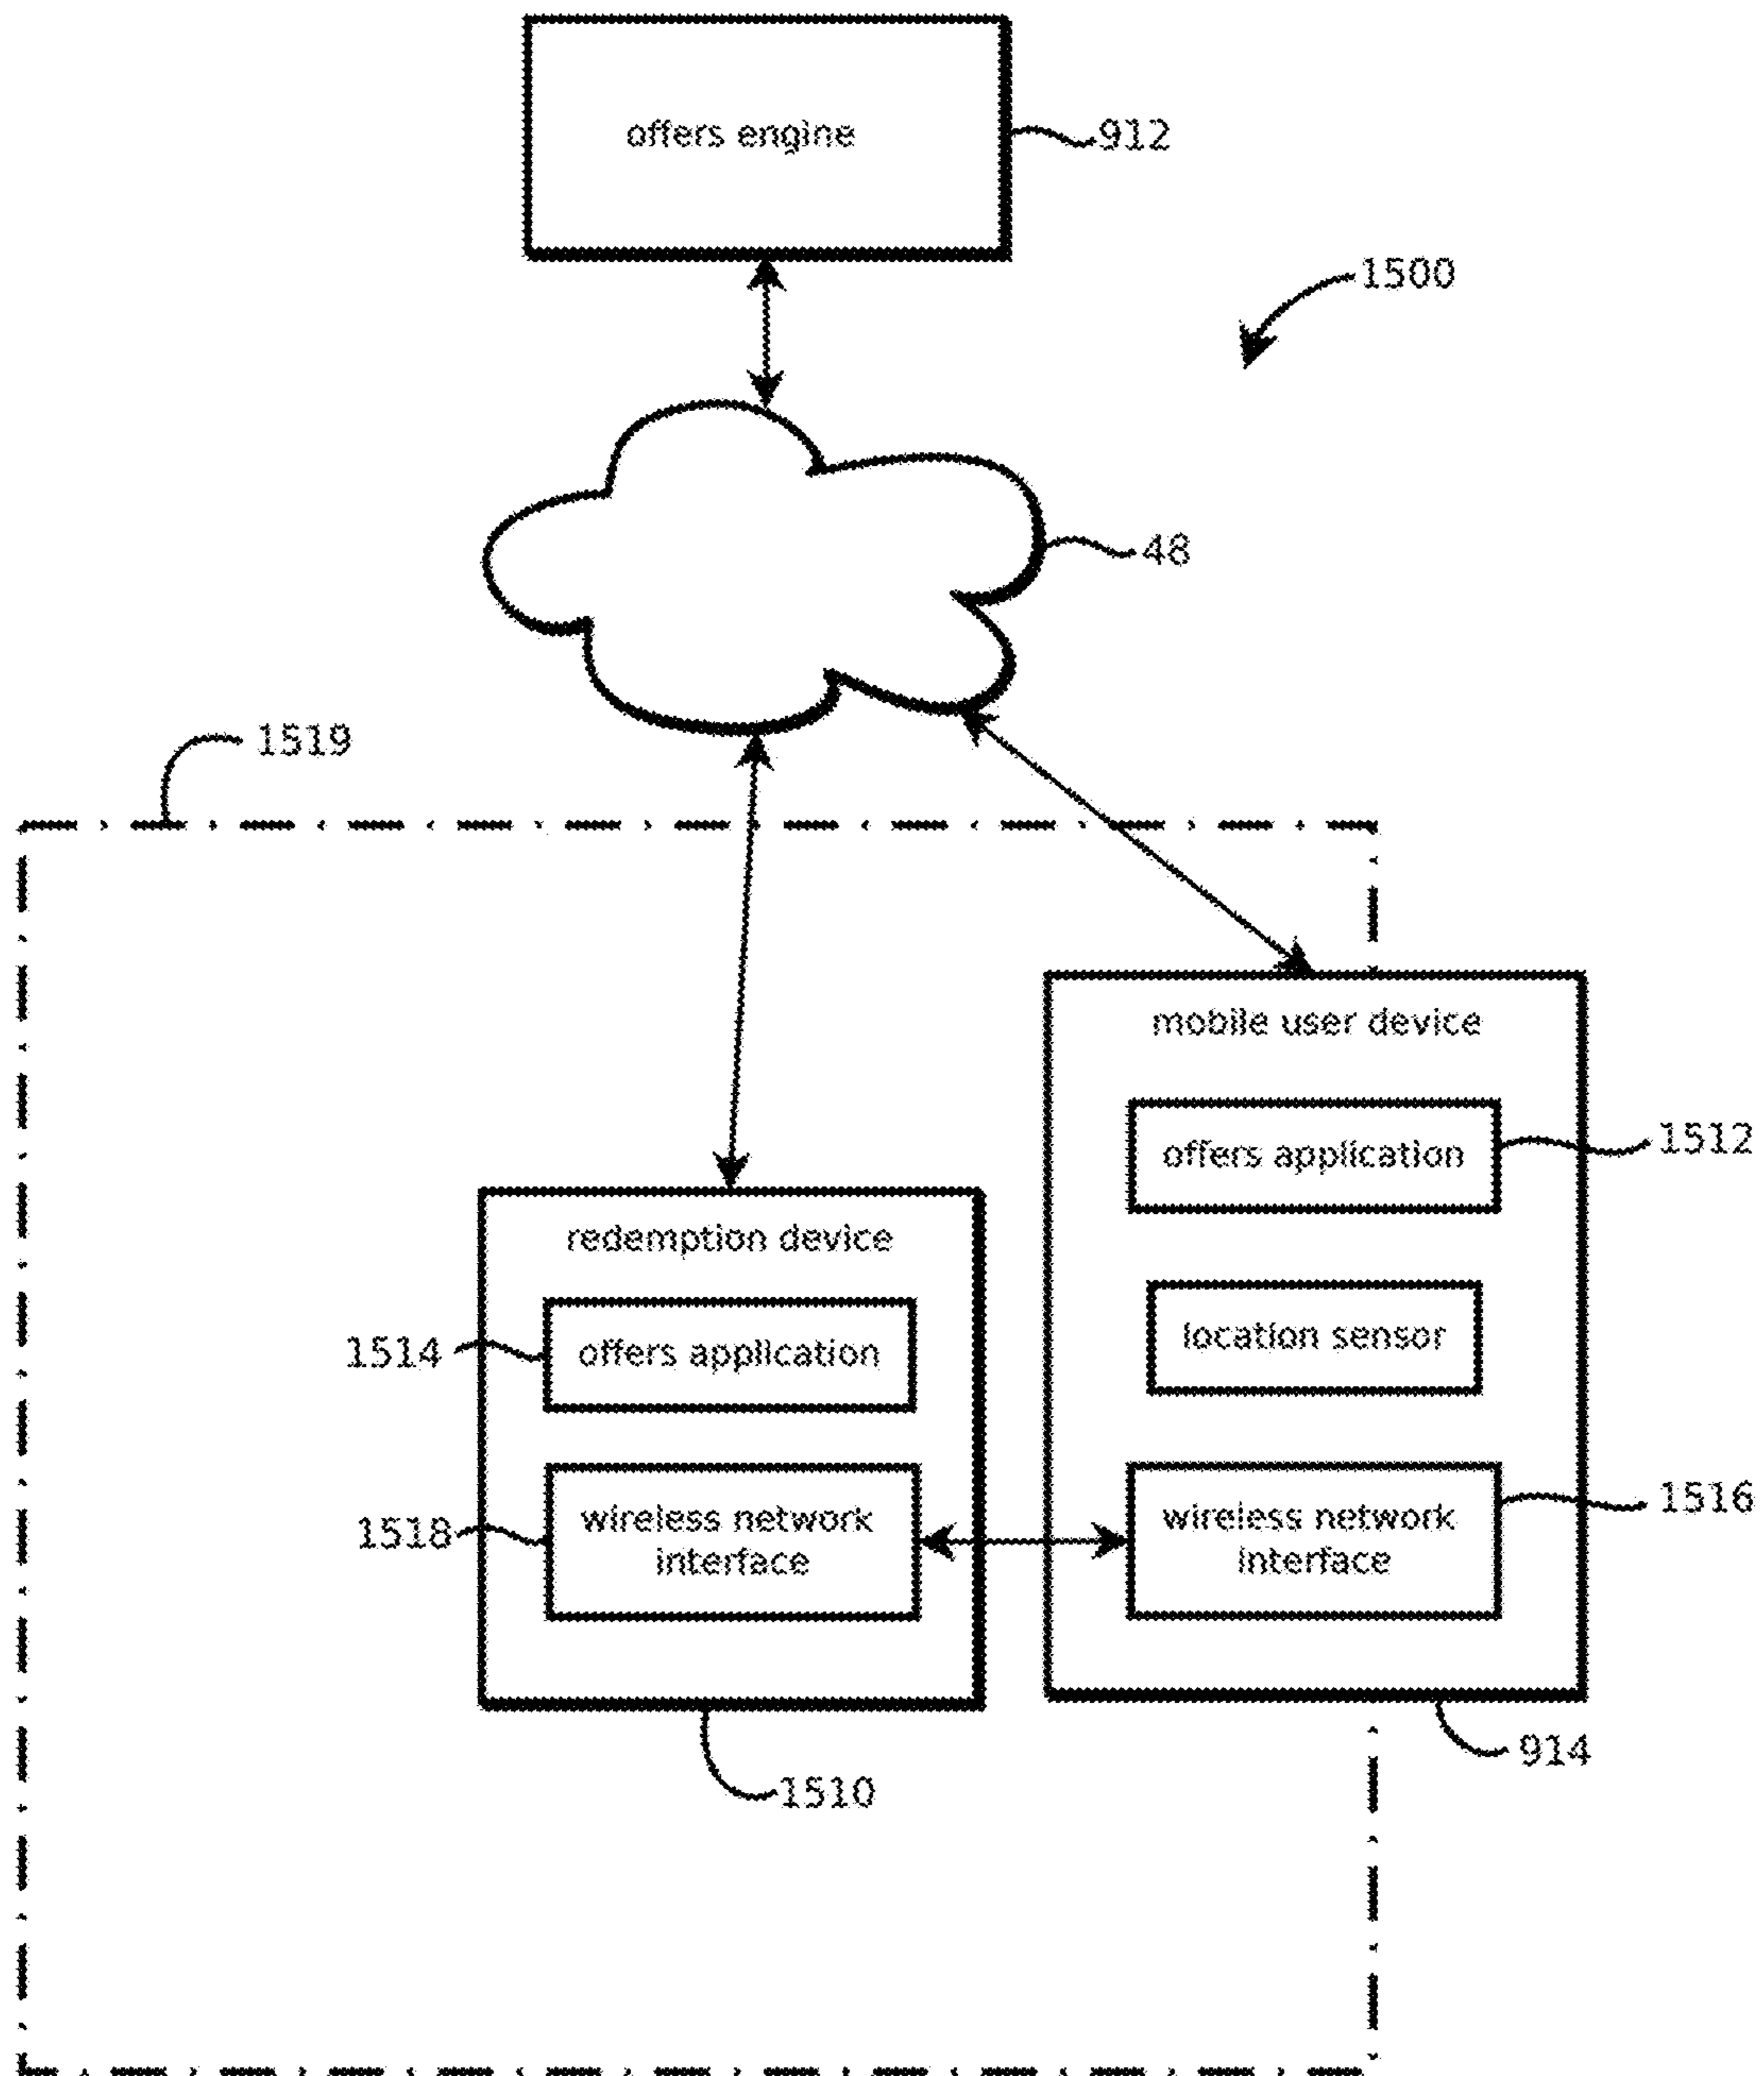 offers engine
912
1500
48
1519
mobile user device
offers application
1512
redemption device
location sensor
1514
offers application
1518
wireless network
interface
wireless network
interface
1516
914
1510